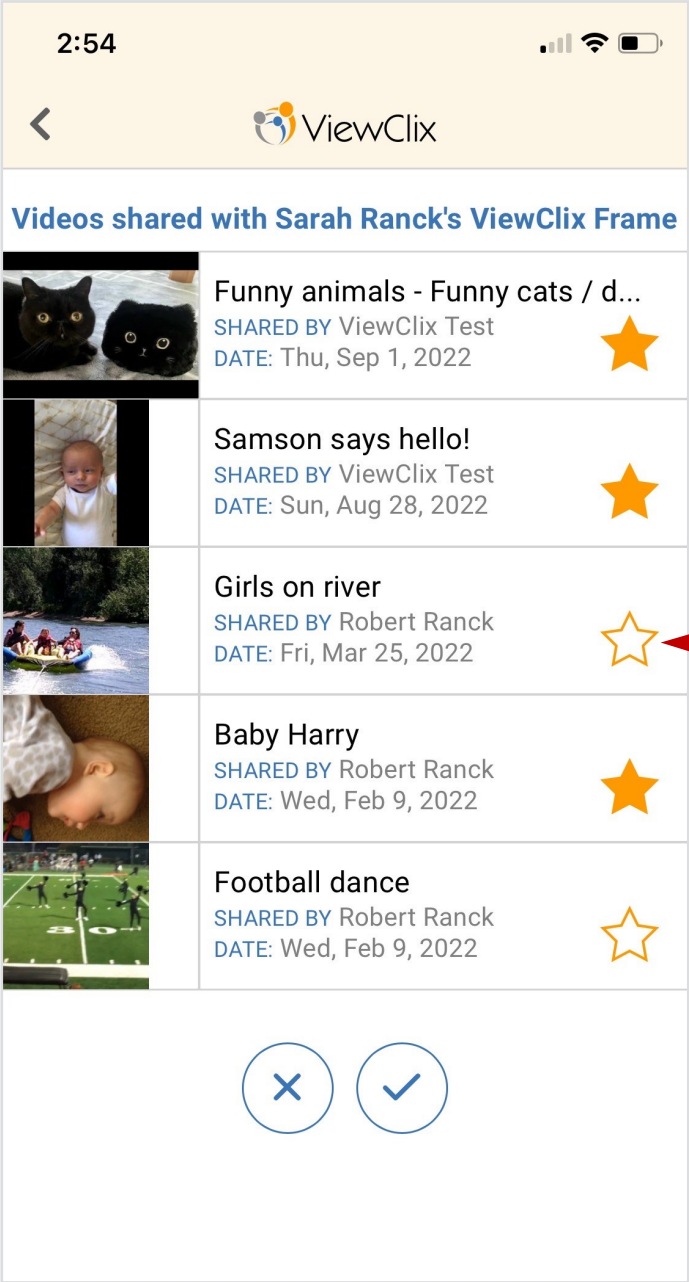 2:54
ViewClix
Videos shared with Sarah Ranck's ViewClix Frame
Funny animals - Funny cats / d...
SHARED BY ViewClix Test
DATE: Thu, Sep 1, 2022
Samson says hello!
SHARED BY ViewClix Test
DATE: Sun, Aug 28, 2022
Girls on river
SHARED BY Robert Ranck
DATE: Fri, Mar 25, 2022
Baby Harry
SHARED BY Robert Ranck
DATE: Wed, Feb 9, 2022
Football dance
SHARED BY Robert Ranck
DATE: Wed, Feb 9, 2022
30